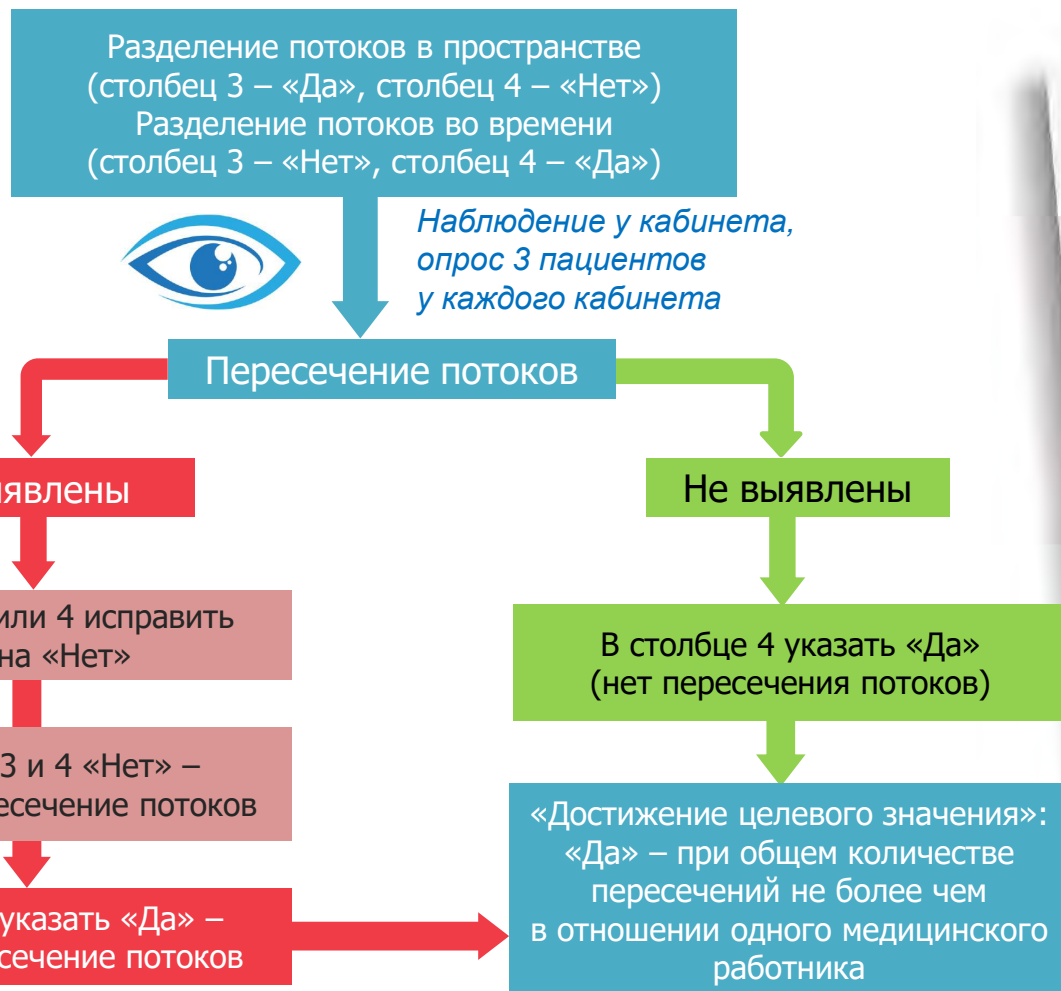 Разделение потоков в пространстве
(столбец 3 – «Да», столбец 4 – «Нет»)
Разделение потоков во времени
(столбец 3 – «Нет», столбец 4 – «Да»)
Наблюдение у кабинета,
опрос 3 пациентов
у каждого кабинета
Пересечение потоков
явлены
Не выявлены
или 4 исправить
на «Нет»
В столбце 4 указать «Да»
(нет пересечения потоков)
3 и 4 «Нет» –
есечение потоков
«Достижение целевого значения»:
«Да» – при общем количестве
пересечений не более чем
в отношении одного медицинского
работника
указать «Да» –
сечение потоков